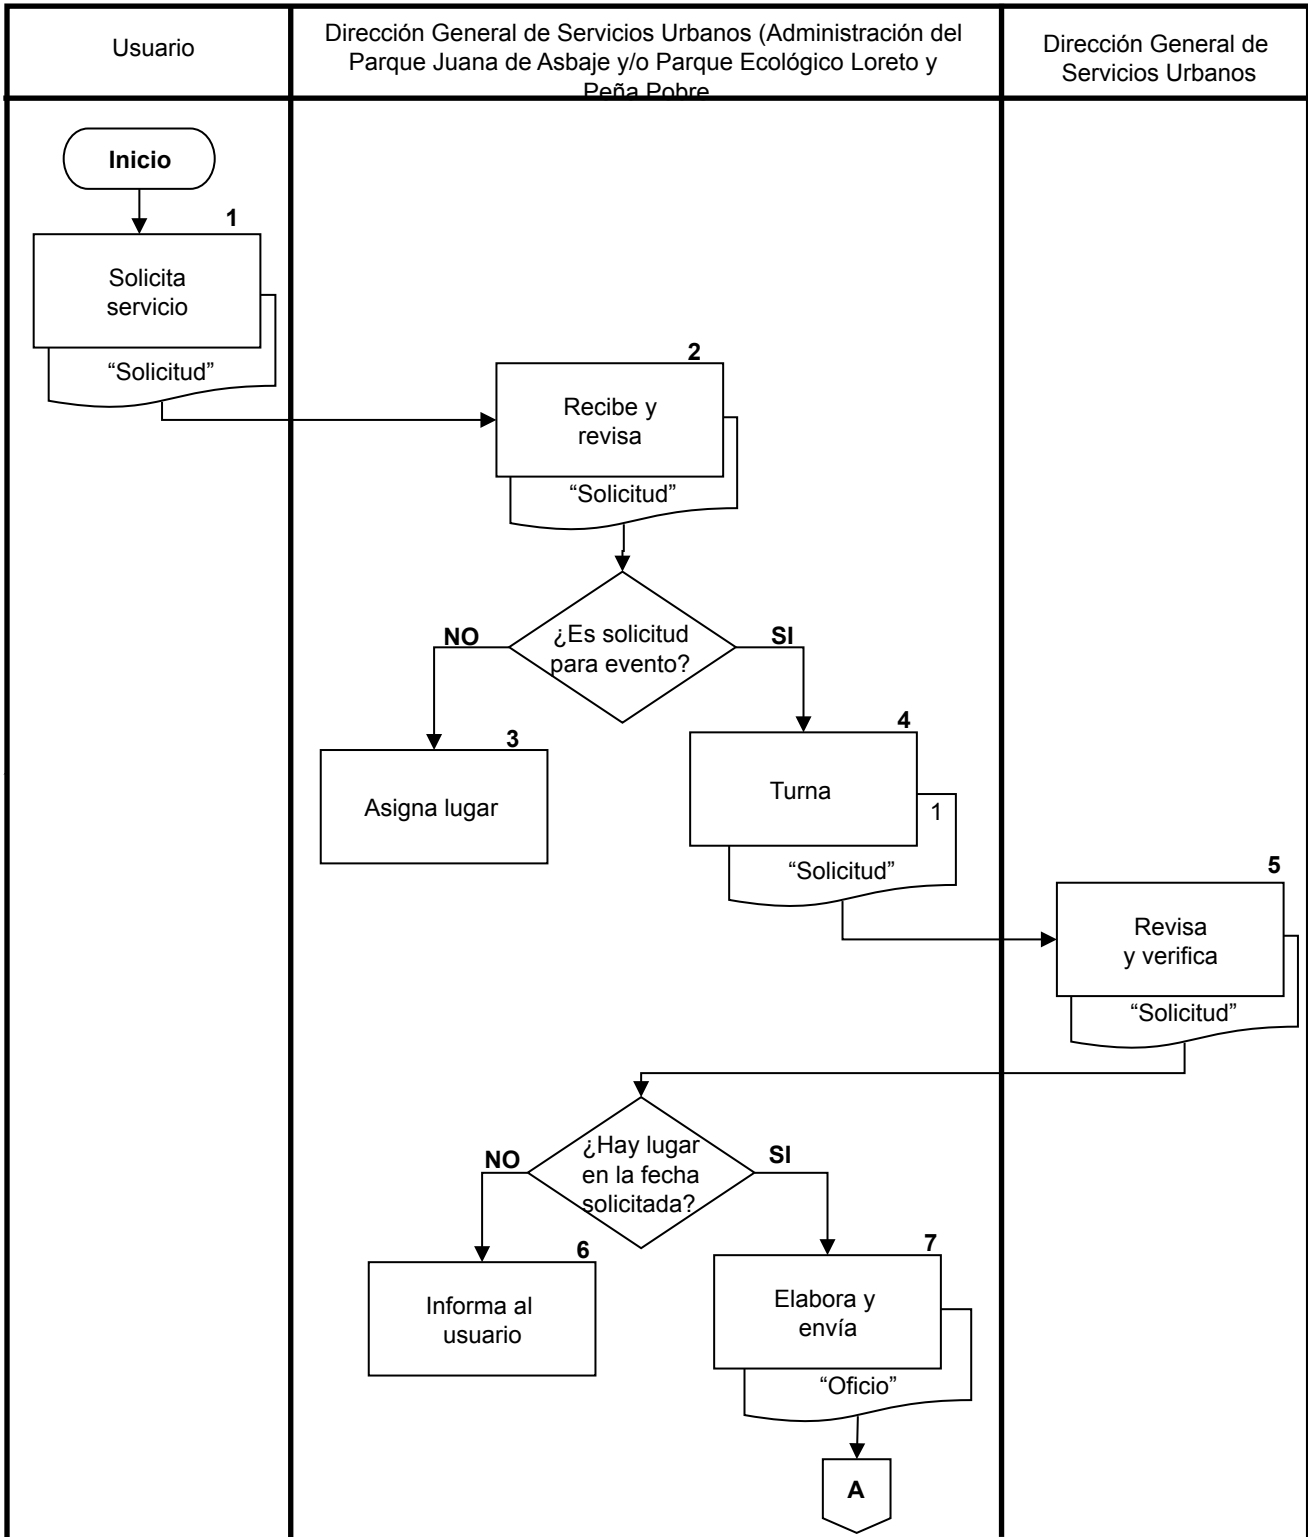 Usuario
Dirección General de Servicios Urbanos (Administración del
Parque Juana de Asbaje y/o Parque Ecológico Loreto y
Peña Pobre
Dirección General de
Servicios Urbanos
Inicio
1
Solicita
servicio
“Solicitud”
2
Recibe y
revisa
“Solicitud”
¿Es solicitud
para evento?
NO
SI
3
Asigna lugar
4
Turna
1
“Solicitud”
5
Revisa
y verifica
“Solicitud”
¿Hay lugar
en la fecha
solicitada?
NO
SI
6
Informa al
usuario
7
Elabora y
envía
“Oficio”
A